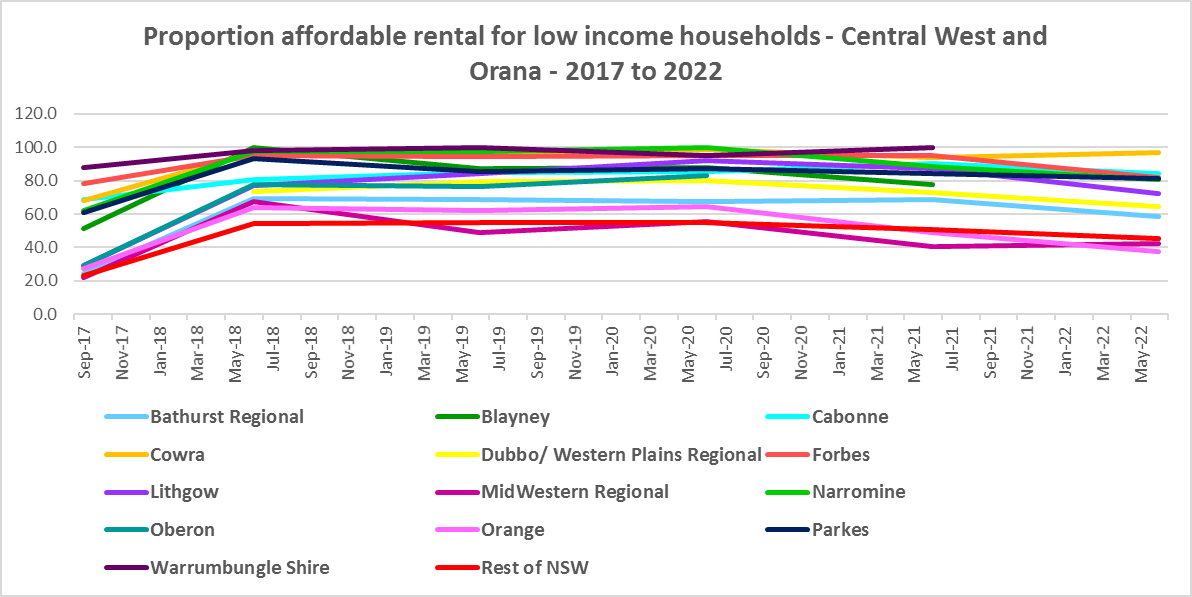 Proportion affordable rental for low income households - Central West and
Orana - 2017 to 2022
120.0
100.0
80.0
60.0
40.0
20.0
0.0
Sep-17
Nov-17
Jan-18
Mar-18
May-18
Jul-18
Sep-18
Nov-18
Jan-19
Mar-19
May-19
Jul-19
Sep-19
Nov-19
Jan-20
Mar-20
May-20
Jul-20
Sep-20
Nov-20
Jan-21
Mar-21
May-21
Jul-21
Sep-21
Nov-21
Jan-22
Mar-22
May-22
Bathurst Regional Blayney Cabonne
Cowra Dubbo/ Western Plains Regional Forbes
Lithgow MidWestern Regional Narromine
Oberon Orange Parkes
Warrumbungle Shire Rest of NSW